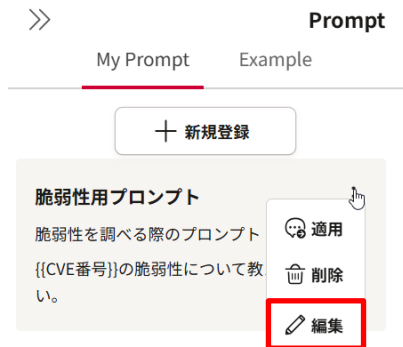 Prompt
My Prompt Example
新規登録
脆弱性用プロンプト
適用
脆弱性を調べる際のプロンプト
{{CVE番号}}の脆弱性について教
い。
削除
編集